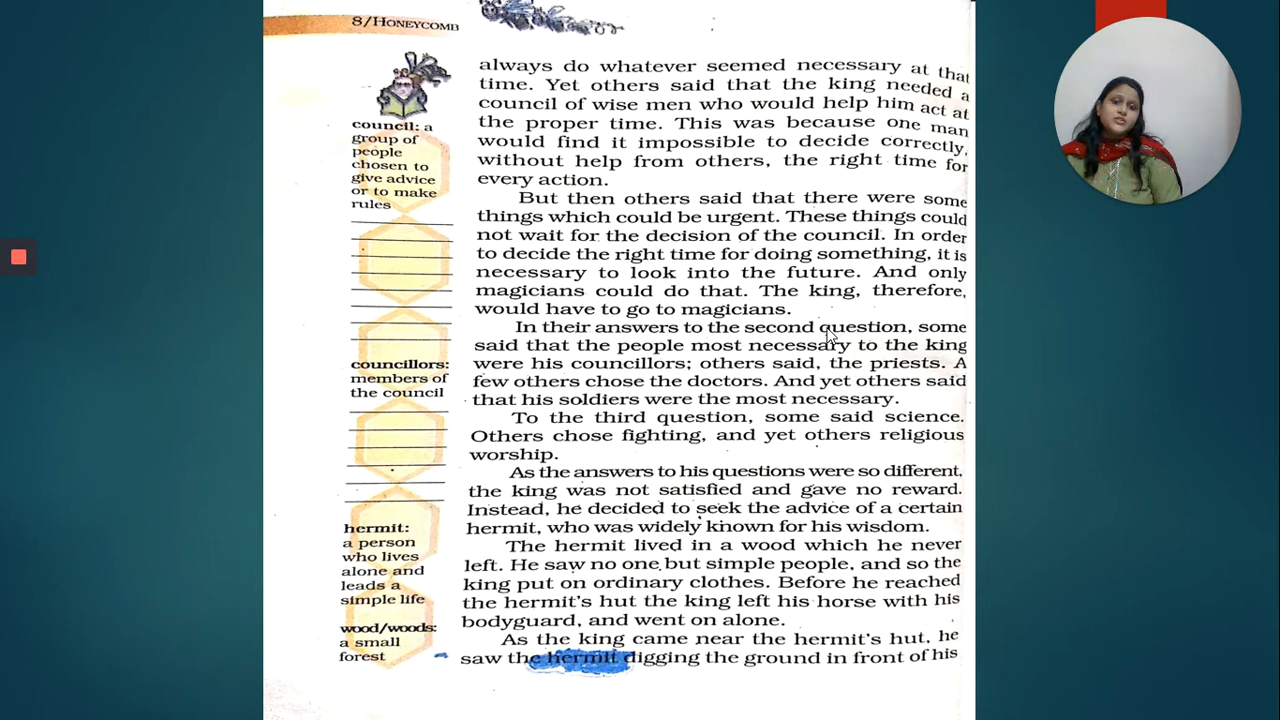 8/HONEYCOMB
always do whatever seemed necessary at that
time. Yet others said that the king needed a
council of wise men who would help him act at
the proper time. This was because one man
would find it impossible to decide correctly,
without help from others, the right time for
every action.
But then others said that there were some
things which could be urgent. These things could
not wait for the decision of the council. In order
to decide the right time for doing something, it is
necessary to look into the future. And only
magicians could do that. The king, therefore,
would have to go to magicians.
In their answers to the second question, some
said that the people most necessary to the king
were his councillors; others said, the priests. A
few others chose the doctors. And yet others said
that his soldiers were the most necessary.
To the third question, some said science.
Others chose fighting, and yet others religious
worship.
As the answers to his questions were so different,
the king was not satisfied and gave no reward.
Instead, he decided to seek the advice of a certain
hermit, who was widely known for his wisdom.
The hermit lived in a wood which he never
left. He saw no one but simple people, and so the
king put on ordinary clothes. Before he reached
the hermit's hut the king left his horse with his
bodyguard, and went on alone.
As the king came near the hermit's hut, he
saw the hermit digging the ground in front of his
council: a
group of
people
chosen to
give advice
or to make
rules
councillors:
members of
the council
hermit:
a person
who lives
alone and
leads a
simple life
wood/woods:
a small
forest